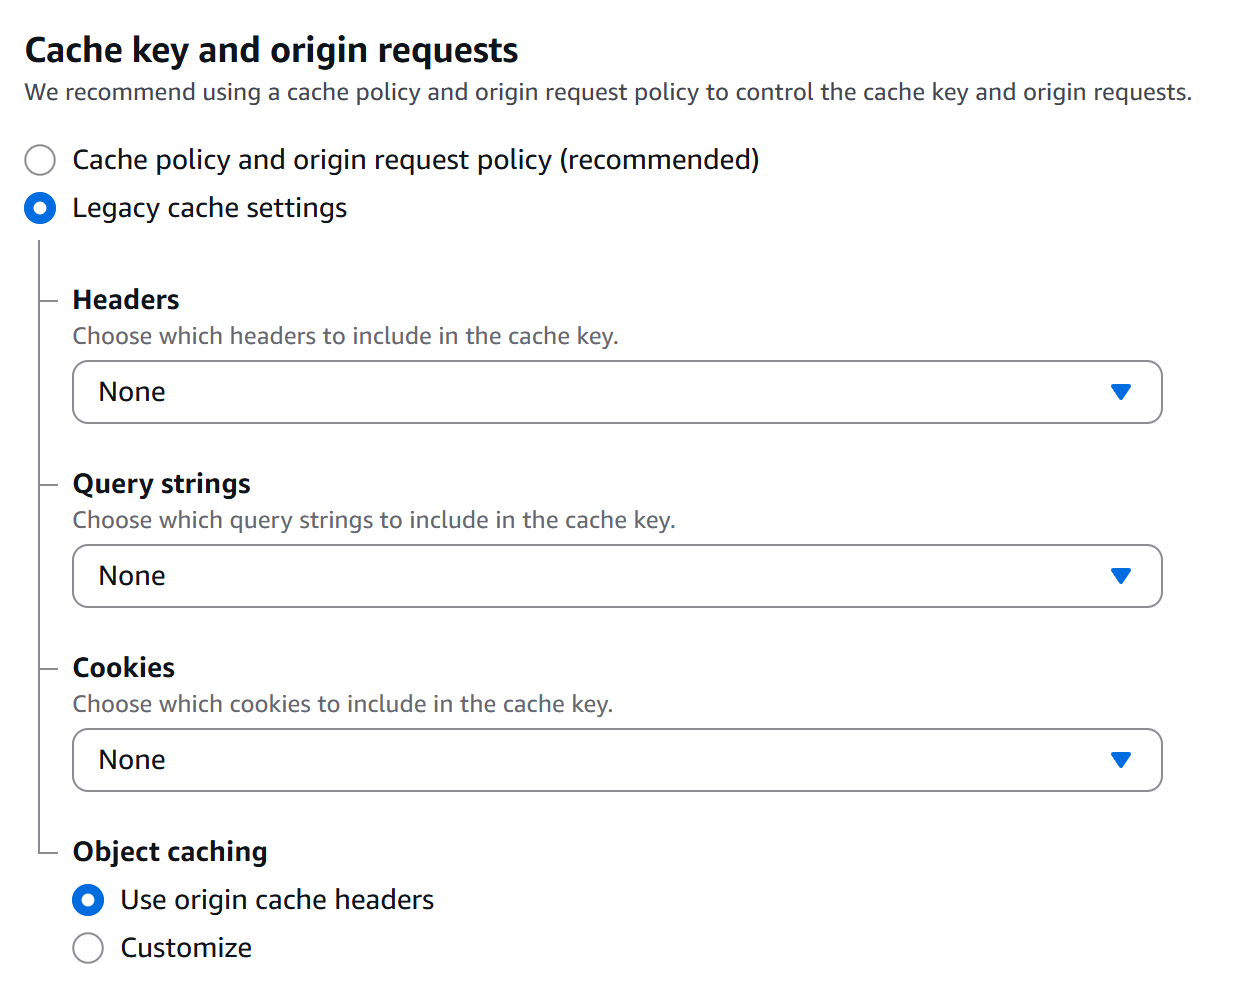 Cache key and origin requests
We recommend using a cache policy and origin request policy to control the cache key and origin requests.
Cache policy and origin request policy (recommended)
Legacy cache settings
Headers
Choose which headers to include in the cache key.
None
Query strings
Choose which query strings to include in the cache key.
None
Cookies
Choose which cookies to include in the cache key.
None
Object caching
Use origin cache headers
Customize